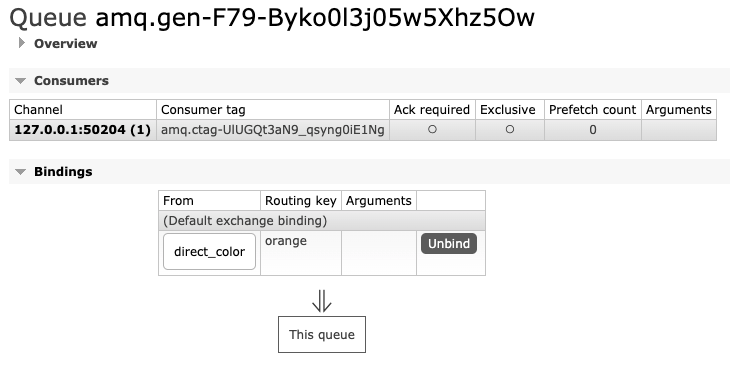 Queue amq.gen-F79-Byko0l3j05w5Xhz5Ow
Overview
Consumers
Channel Consumer tag Ack required Exclusive Prefetch count Arguments
127.0.0.1:50204 (1) amq.ctag-UlUGQt3aN9_qsyng0iE1Ng ○ ○ 0
Bindings
From Routing key Arguments
(Default exchange binding)
direct_color orange Unbind
⇓
This queue